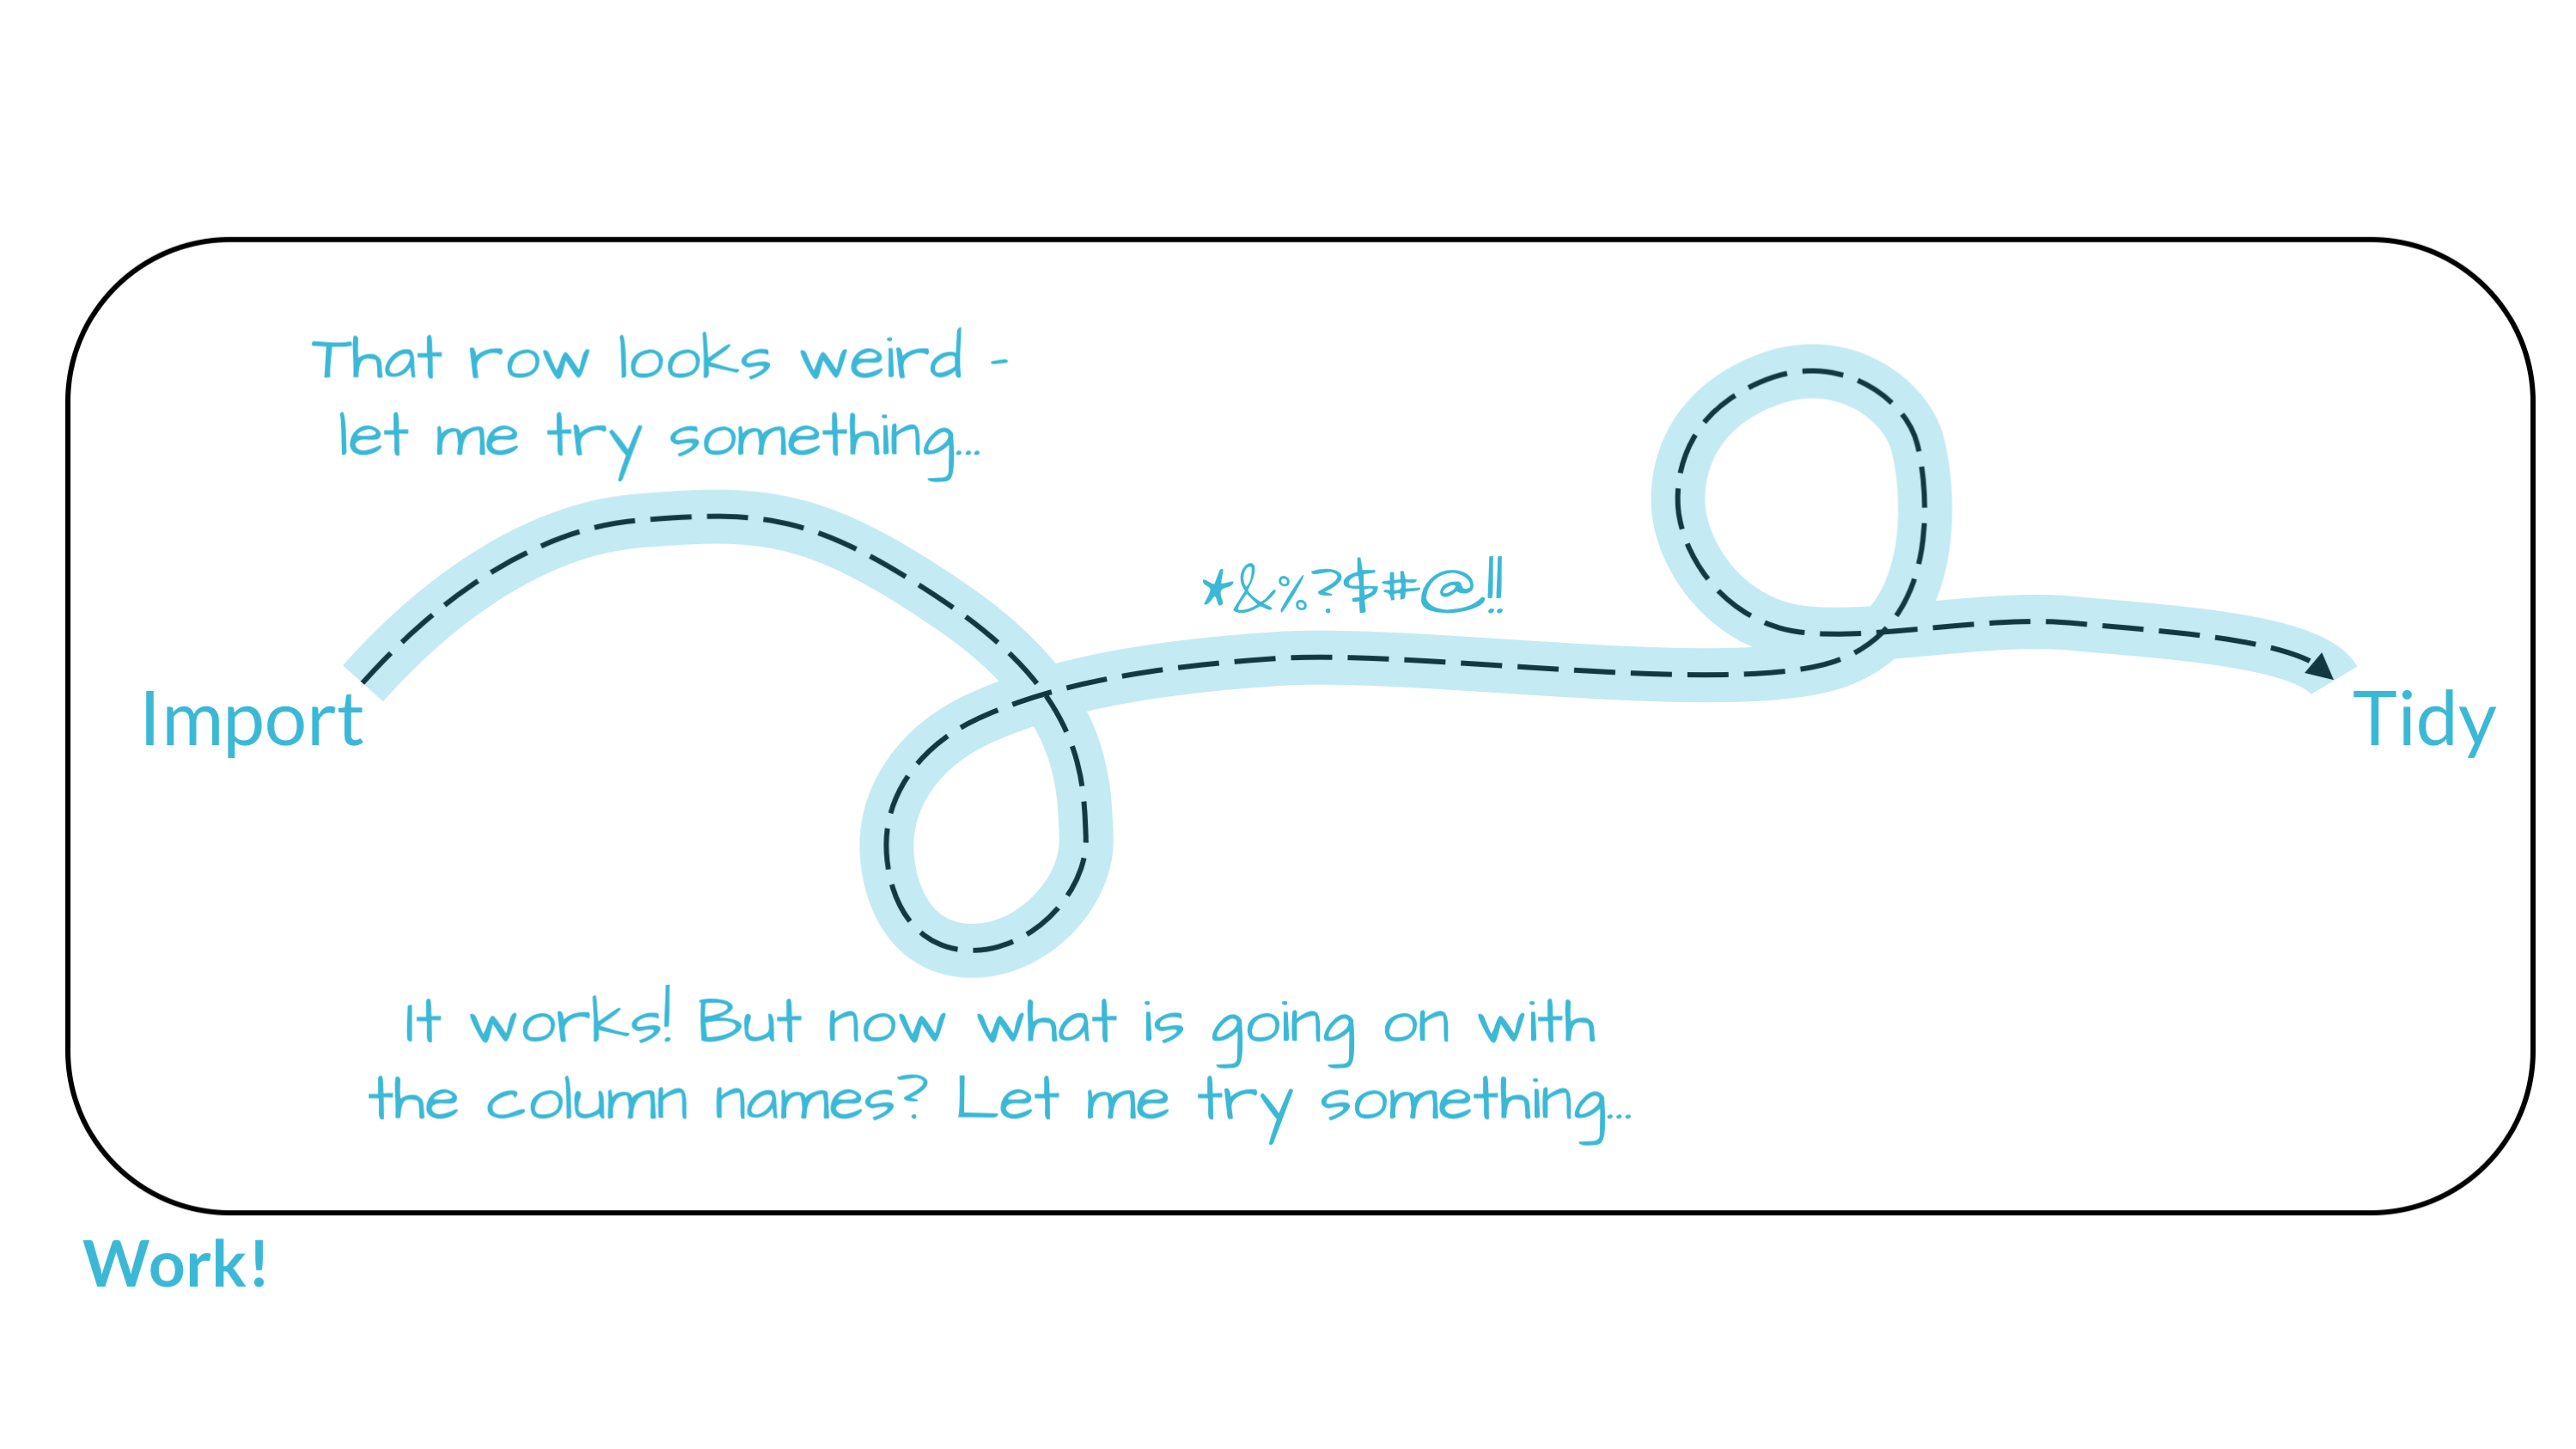 That row looks weird -
let me try something...
*&%?$#@!!
Import
Tidy
It works! But now what is going on with
the column names? Let me try something...
Work!